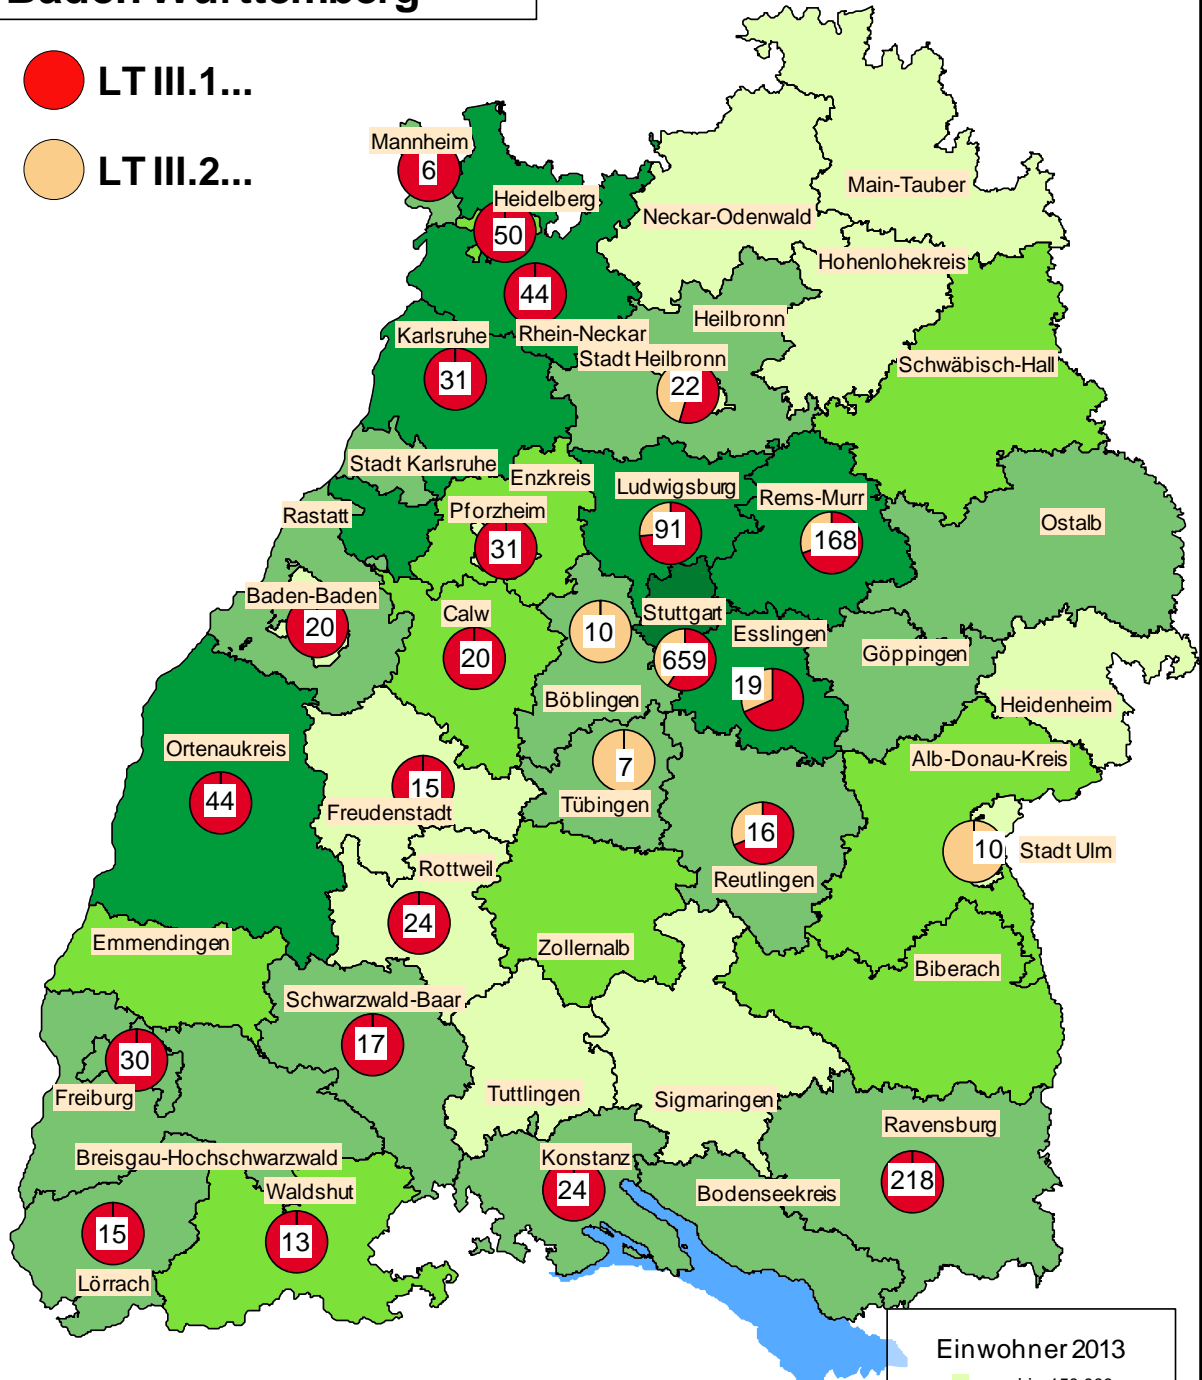 Baden Württemberg
LT III.1...
LT III.2...
Mannheim
6
Heidelberg
50
Main-Tauber
Neckar-Odenwald
Hohenlohekreis
44
Heilbronn
Karlsruhe
Rhein-Neckar
Stadt Heilbronn
Schwäbisch-Hall
31
22
Stadt Karlsruhe
Enzkreis
Ludwigsburg
Rems-Murr
Rastatt
Pforzheim
Ostalb
91
168
31
Baden-Baden
Calw
Stuttgart
Esslingen
20
10
Göppingen
20
659
19
Böblingen
Heidenheim
Ortenaukreis
Alb-Donau-Kreis
7
15
44
Tübingen
Freudenstadt
16
10
Stadt Ulm
Rottweil
Reutlingen
24
Emmendingen
Zollernalb
Biberach
Schwarzwald-Baar
17
30
Freiburg
Tuttlingen
Sigmaringen
Ravensburg
Breisgau-Hochschwarzwald
Konstanz
218
Waldshut
24
Bodenseekreis
15
13
Lörrach
Einwohner 2013